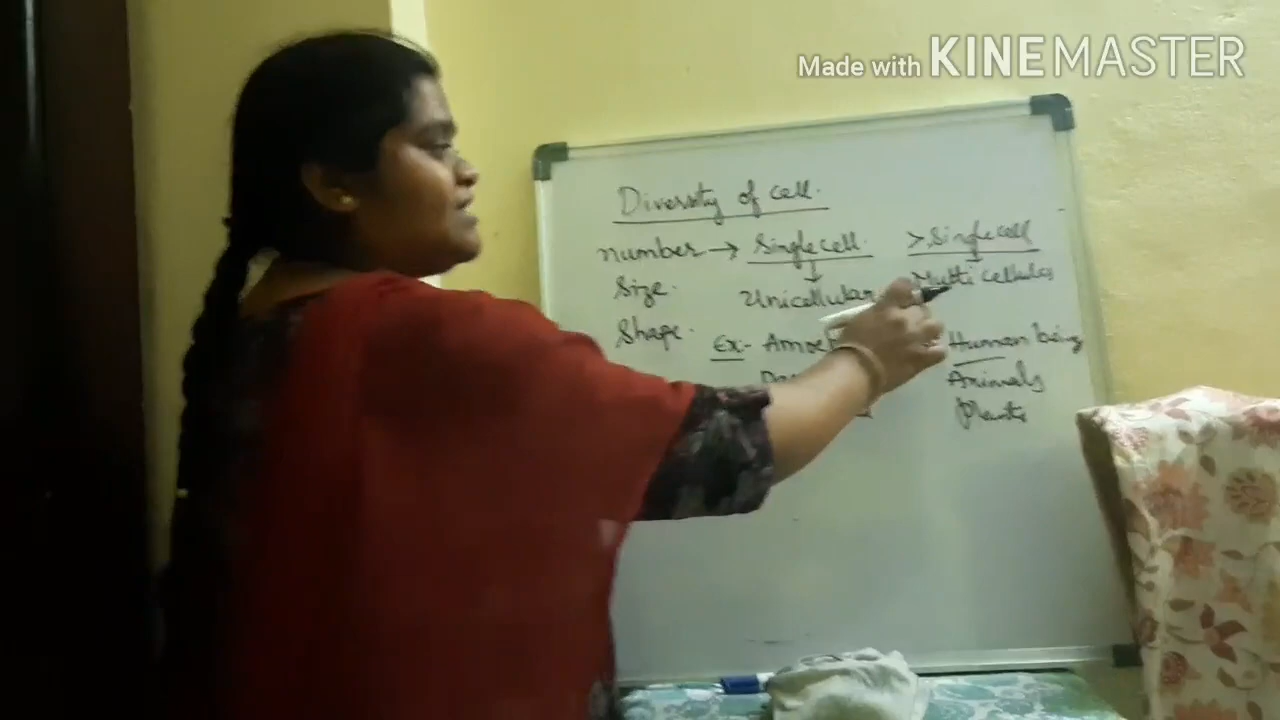 Made with KINEMASTER
Diversity of cell.
number → Single cell. > Single cell
Size. Unicellular Multi cellular
Shape. Ex:- Amoeb Human being
Animals
Plants